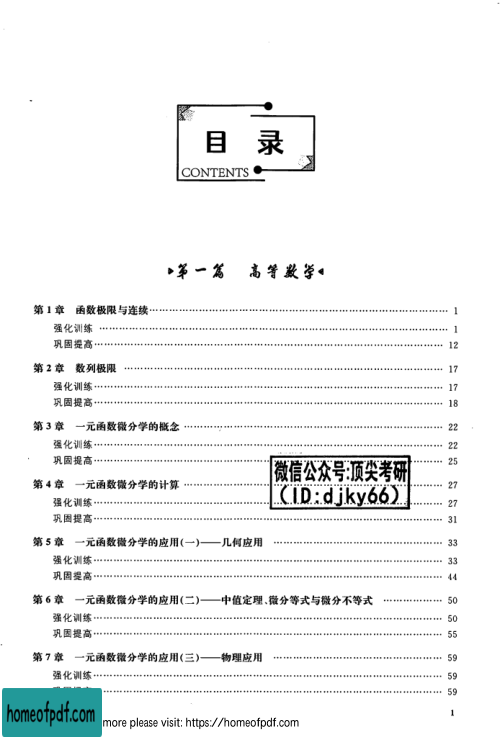 目 录
CONTENTS
第一篇 高等数学
第1章 函数极限与连续 1
强化训练 1
巩固提高 12
第2章 数列极限 17
强化训练 17
巩固提高 18
第3章 一元函数微分学的概念 22
强化训练 22
巩固提高 25
微信公众号:顶尖考研
(ID:djky66)
第4章 一元函数微分学的计算 27
强化训练 27
巩固提高 31
第5章 一元函数微分学的应用(一)——几何应用 33
强化训练 33
巩固提高 44
第6章 一元函数微分学的应用(二)——中值定理、微分等式与微分不等式 50
强化训练 50
巩固提高 55
第7章 一元函数微分学的应用(三)——物理应用 59
强化训练 59
59
1
homeofpdf.com
more please visit: https://homeofpdf.com